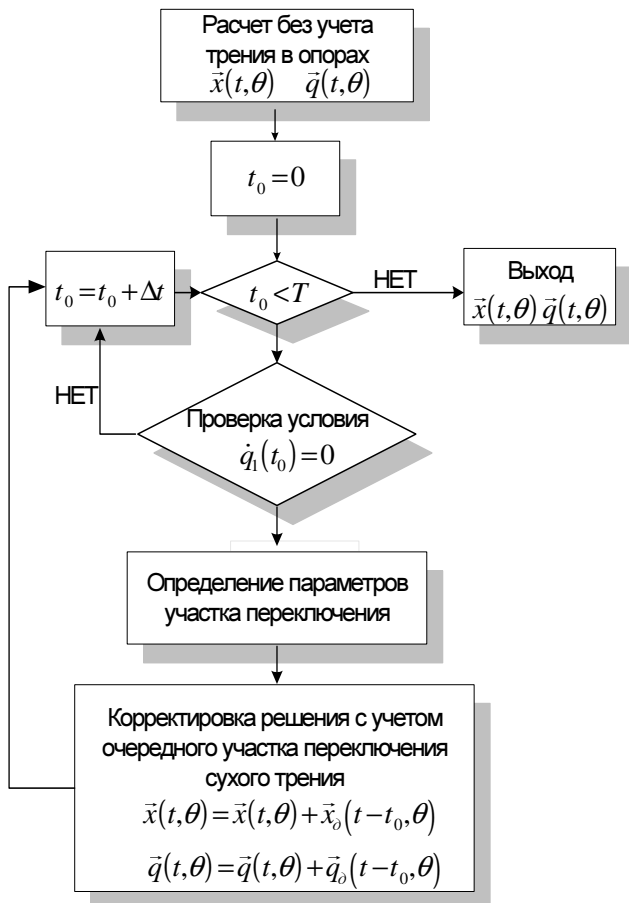 Расчет без учета
трения в опорах
x⃗(t,θ) q⃗(t,θ)
t₀ = 0
t₀ = t₀ + Δt
t₀ < T
НЕТ
Выход
x⃗(t,θ) q⃗(t,θ)
НЕТ
Проверка условия
q̇₁(t₀) = 0
Определение параметров
участка переключения
Корректировка решения с учетом
очередного участка переключения
сухого трения
x⃗(t,θ) = x⃗(t,θ) + x⃗∂(t − t₀,θ)
q⃗(t,θ) = q⃗(t,θ) + q⃗∂(t − t₀,θ)